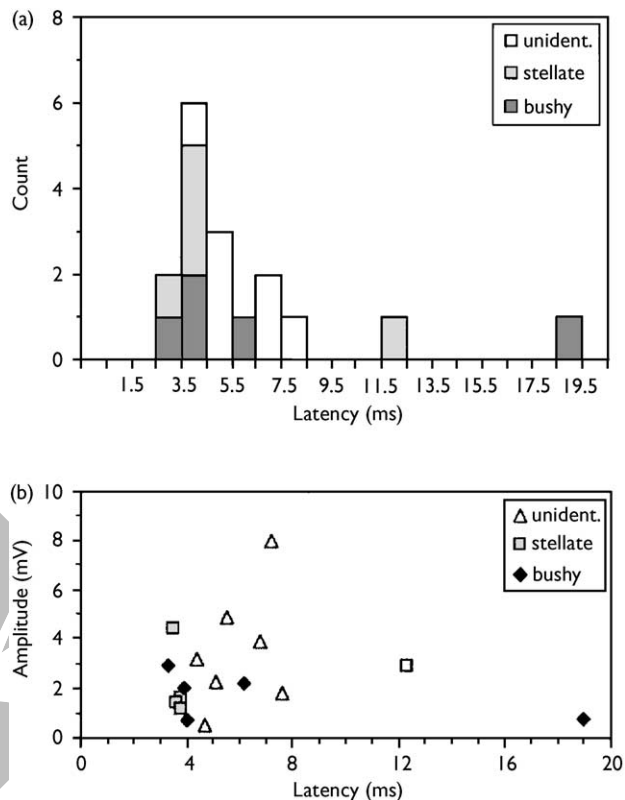 (a)
8
6
4
2
0
Count
unident.
stellate
bushy
1.5 3.5 5.5 7.5 9.5 11.5 13.5 15.5 17.5 19.5
Latency (ms)
(b)
10
8
6
4
2
0
Amplitude (mV)
unident.
stellate
bushy
0 4 8 12 16 20
Latency (ms)